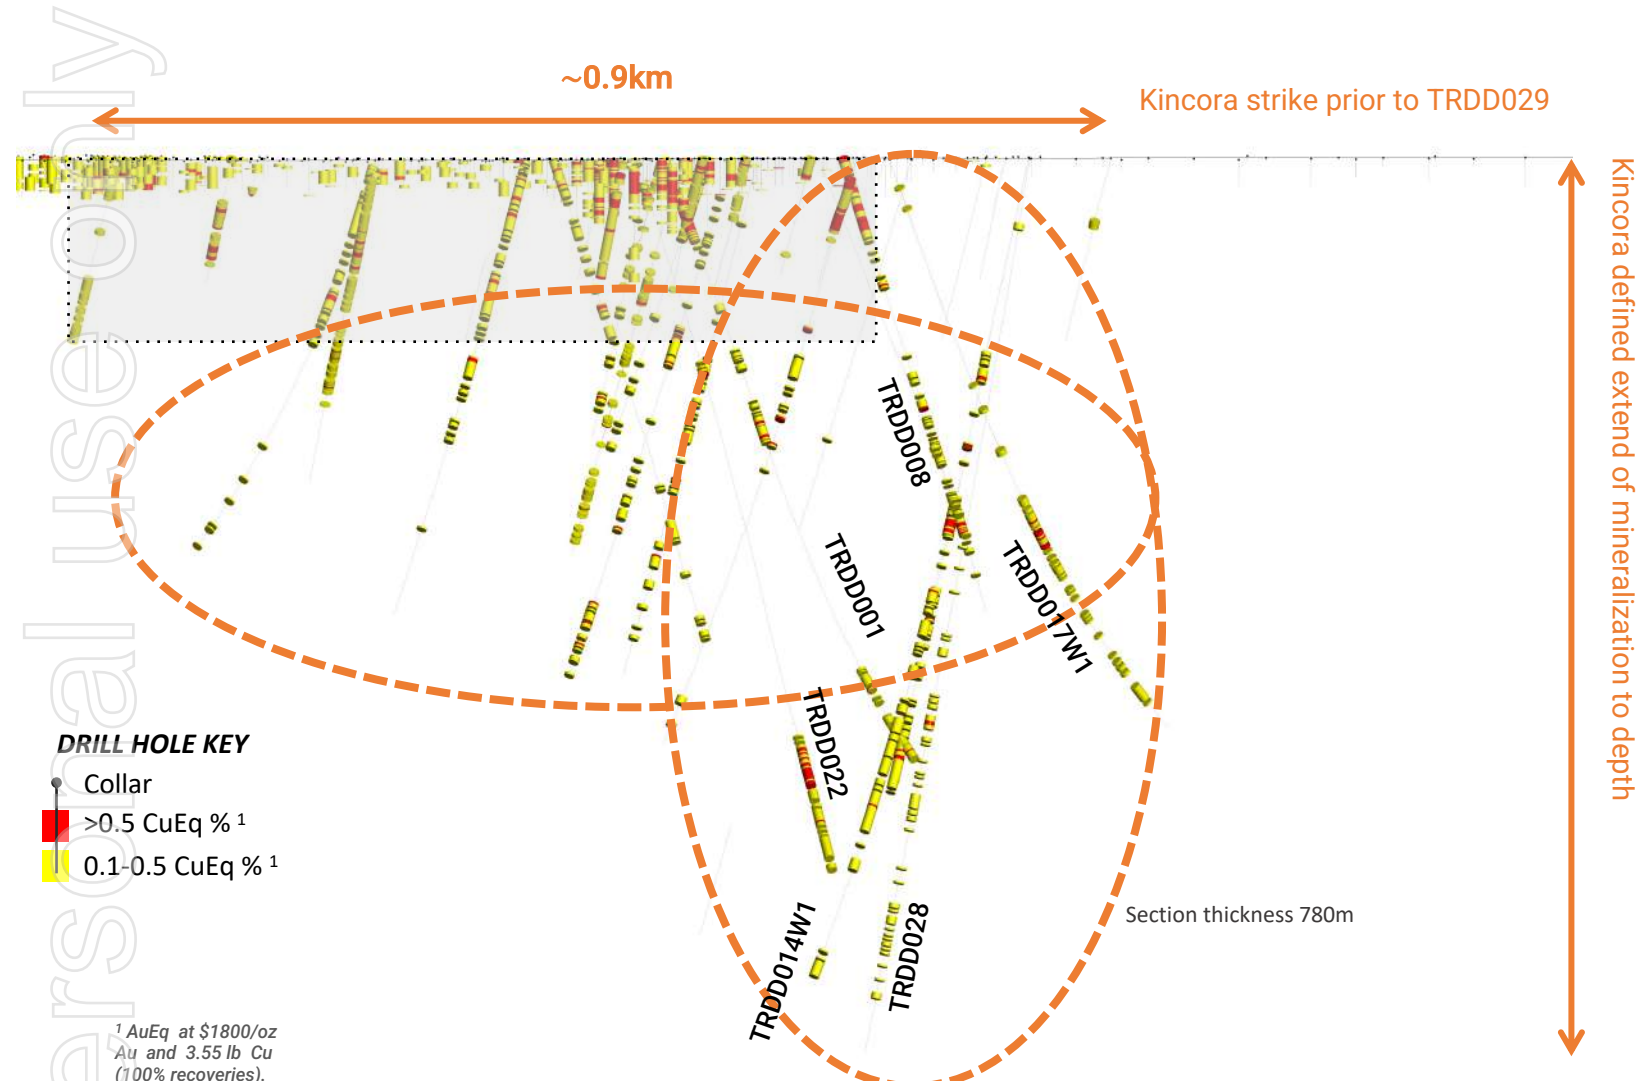 ~0.9km
Kincora strike prior to TRDD029
Kincora defined extend of mineralization to depth
TRDD008
TRDD001
TRDD017W1
TRDD022
TRDD014W1
TRDD028
Section thickness 780m
DRILL HOLE KEY
Collar
>0.5 CuEq % 1
0.1-0.5 CuEq % 1
1 AuEq at $1800/oz
Au and 3.55 lb Cu
(100% recoveries).
ersonal use only